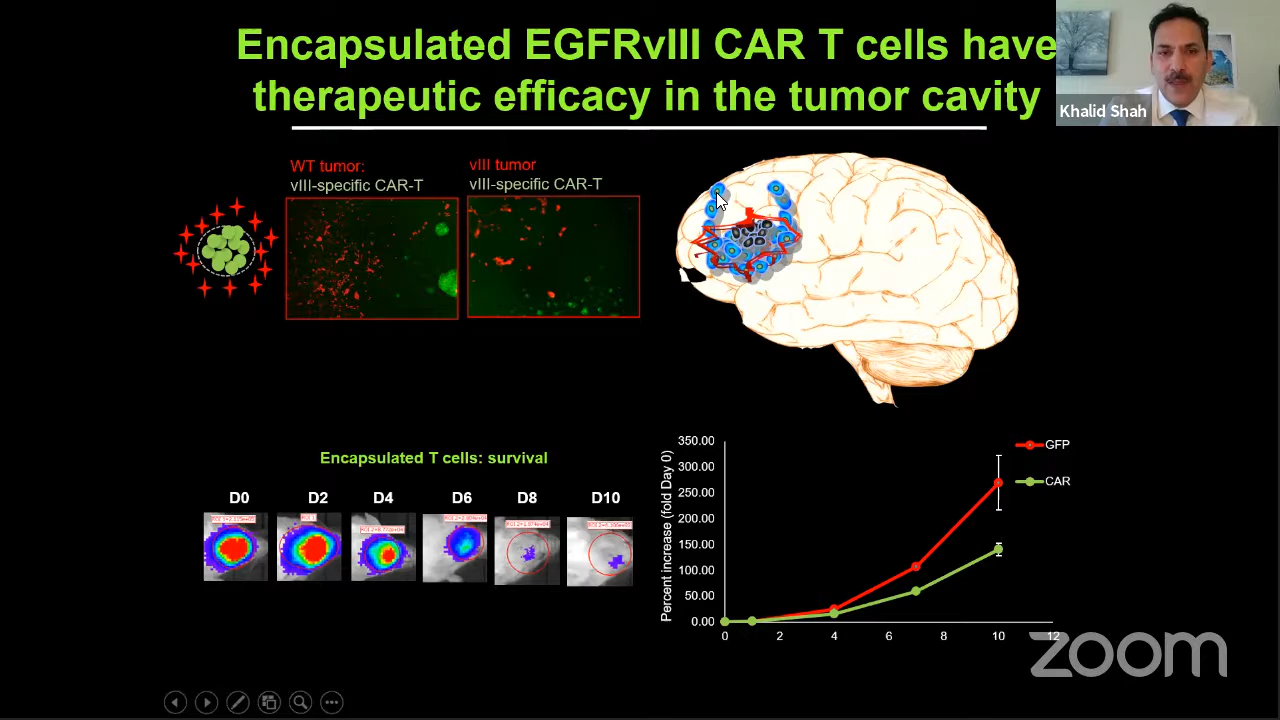 Encapsulated EGFRvIII CAR T cells have
therapeutic efficacy in the tumor cavity
Khalid Shah
WT tumor:
vIII-specific CAR-T
vIII tumor
vIII-specific CAR-T
Encapsulated T cells: survival
D0
D2
D4
D6
D8
D10
Percent increase (fold Day 0)
350.00
300.00
250.00
200.00
150.00
100.00
50.00
0.00
0
2
4
6
8
10
12
GFP
CAR
zoom